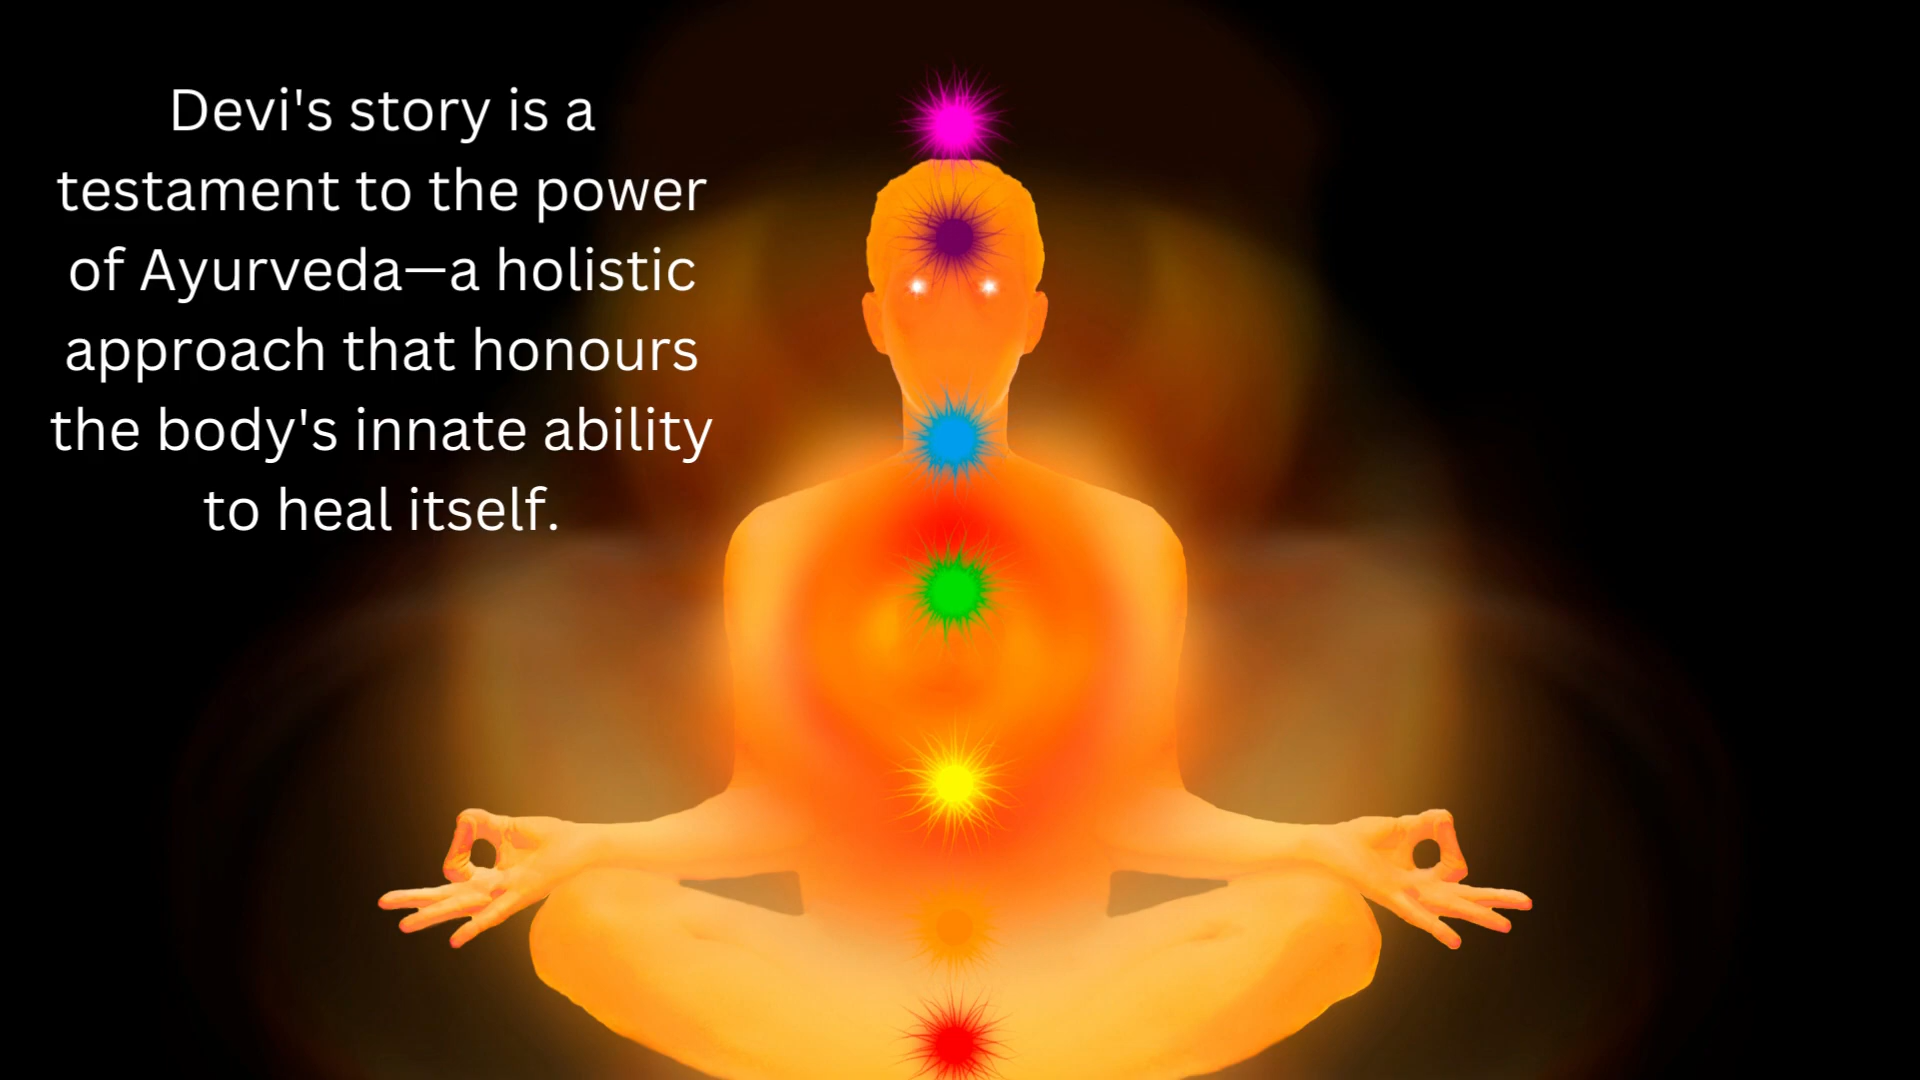 Devi's story is a
testament to the power
of Ayurveda—a holistic
approach that honours
the body's innate ability
to heal itself.